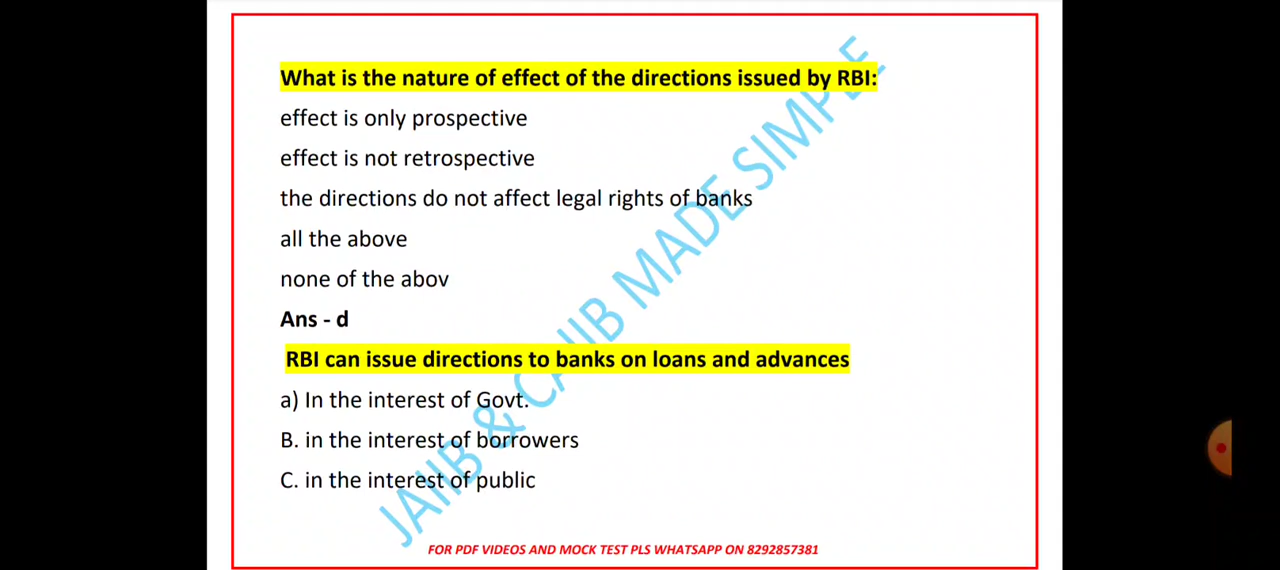 What is the nature of effect of the directions issued by RBI:
effect is only prospective
effect is not retrospective
the directions do not affect legal rights of banks
all the above
none of the abov
Ans - d
RBI can issue directions to banks on loans and advances
a) In the interest of Govt.
B. in the interest of borrowers
C. in the interest of public
JAIIB & CAIIB MADE SIMPLE
FOR PDF VIDEOS AND MOCK TEST PLS WHATSAPP ON 8292857381